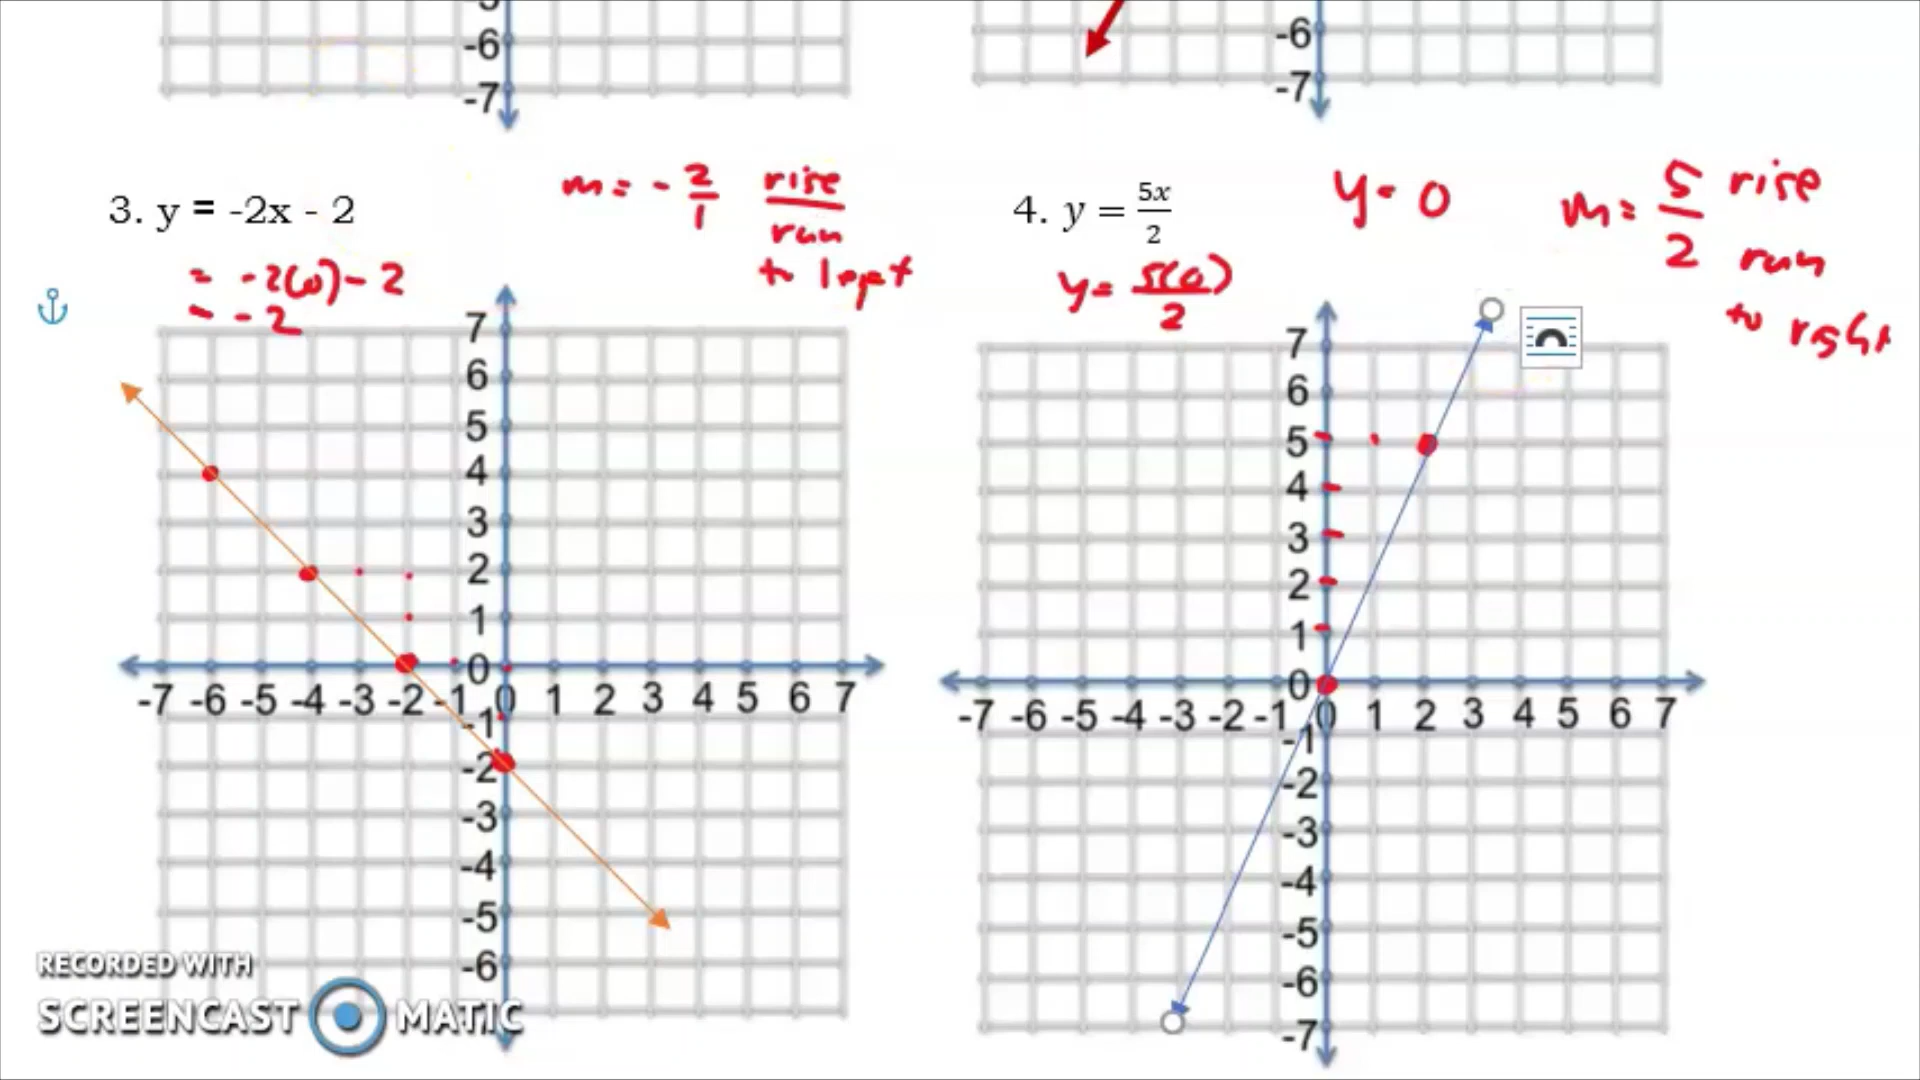 -6
-7
-6
-7
3. y = -2x - 2
m = - 2/1 rise
run
= -2(0) - 2
= -2
4. y = 5x/2
y = 0
m = 5/2 rise
run
to right
y = 5(0)/2
7
6
5
4
3
2
1
0
-7 -6 -5 -4 -3 -2 -1 0 1 2 3 4 5 6 7
-1
-2
-3
-4
-5
-6
7
6
5
4
3
2
1
0
-7 -6 -5 -4 -3 -2 -1 0 1 2 3 4 5 6 7
-1
-2
-3
-4
-5
-6
-7
RECORDED WITH
SCREENCAST MATIC